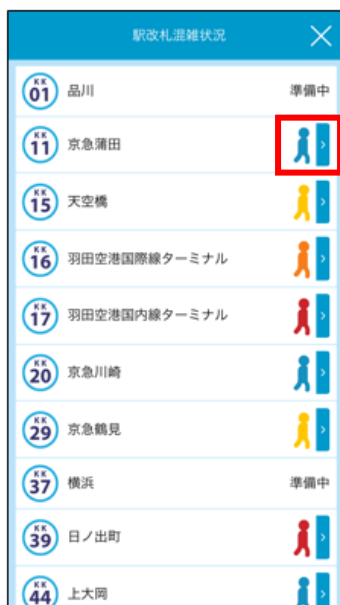 駅改札混雑状況
KK 01 品川 準備中
KK 11 京急蒲田
KK 15 天空橋
KK 16 羽田空港国際線ターミナル
KK 17 羽田空港国内線ターミナル
KK 20 京急川崎
KK 29 京急鶴見
KK 37 横浜 準備中
KK 39 日ノ出町
KK 44 上大岡